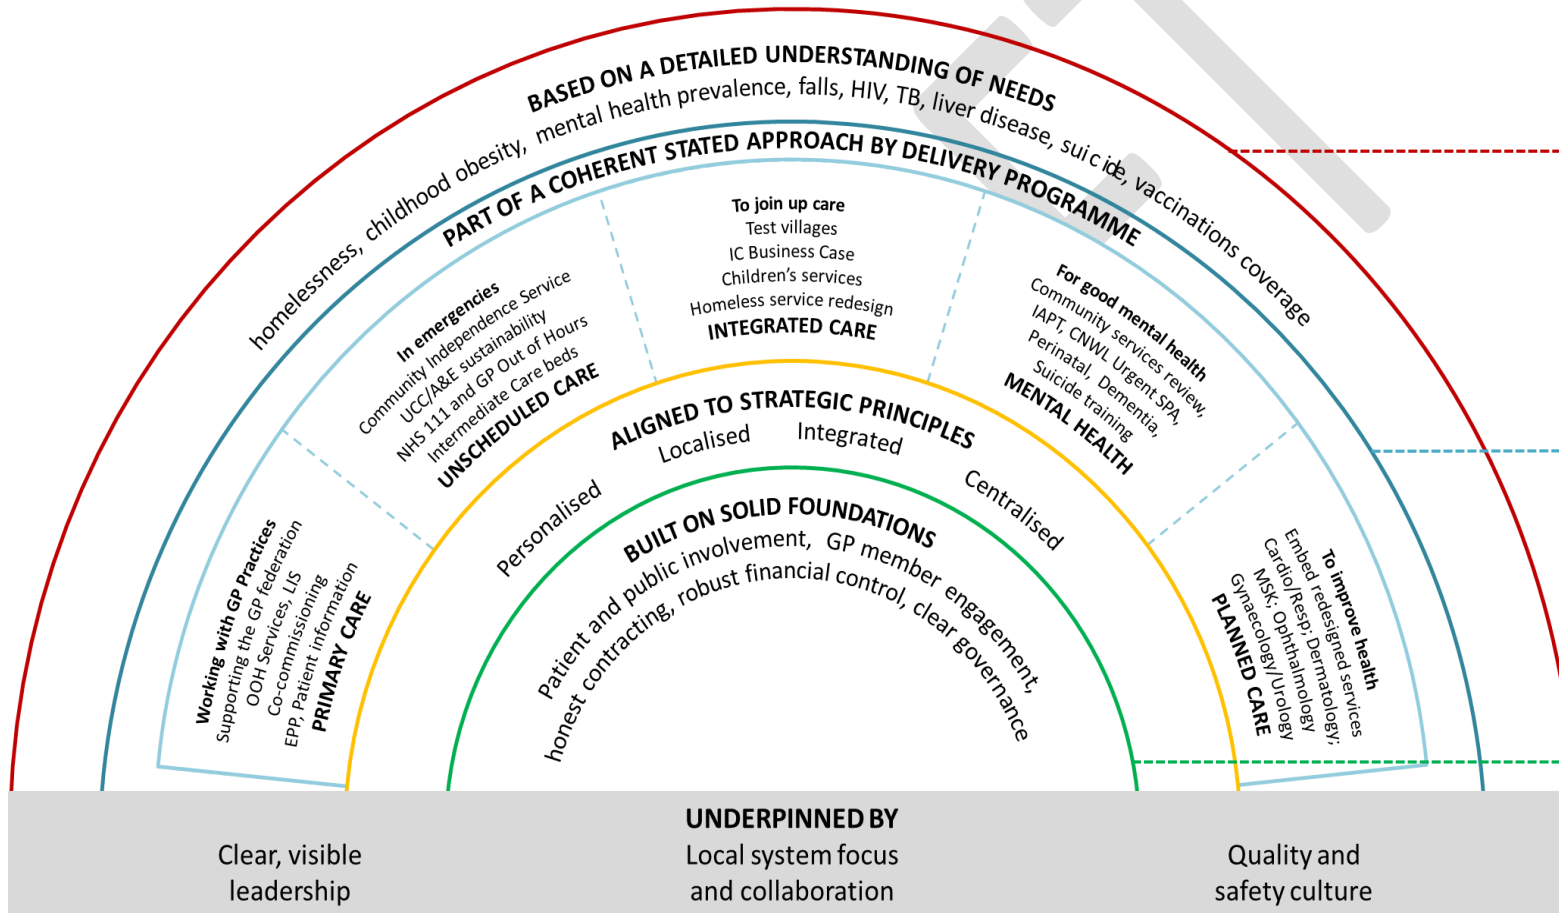 BASED ON A DETAILED UNDERSTANDING OF NEEDS
homelessness, childhood obesity, mental health prevalence, falls, HIV, TB, liver disease, suicide, vaccinations coverage
PART OF A COHERENT STATED APPROACH BY DELIVERY PROGRAMME
Working with GP Practices
Supporting the GP federation
OOH Services, LIS
Co-commissioning
EPP, Patient information
PRIMARY CARE
In emergencies
Community Independence Service
UCC/A&E sustainability
NHS 111 and GP Out of Hours
Intermediate Care beds
UNSCHEDULED CARE
To join up care
Test villages
IC Business Case
Children's services
Homeless service redesign
INTEGRATED CARE
For good mental health
Community services review,
IAPT, CNWL Urgent SPA,
Perinatal, Dementia,
Suicide training
MENTAL HEALTH
To improve health
Embed redesigned services
Cardio/Resp; Dermatology;
MSK; Ophthalmology
Gynaecology/Urology
PLANNED CARE
ALIGNED TO STRATEGIC PRINCIPLES
Personalised
Localised
Integrated
Centralised
BUILT ON SOLID FOUNDATIONS
Patient and public involvement, GP member engagement,
honest contracting, robust financial control, clear governance
UNDERPINNED BY
Clear, visible
leadership
Local system focus
and collaboration
Quality and
safety culture